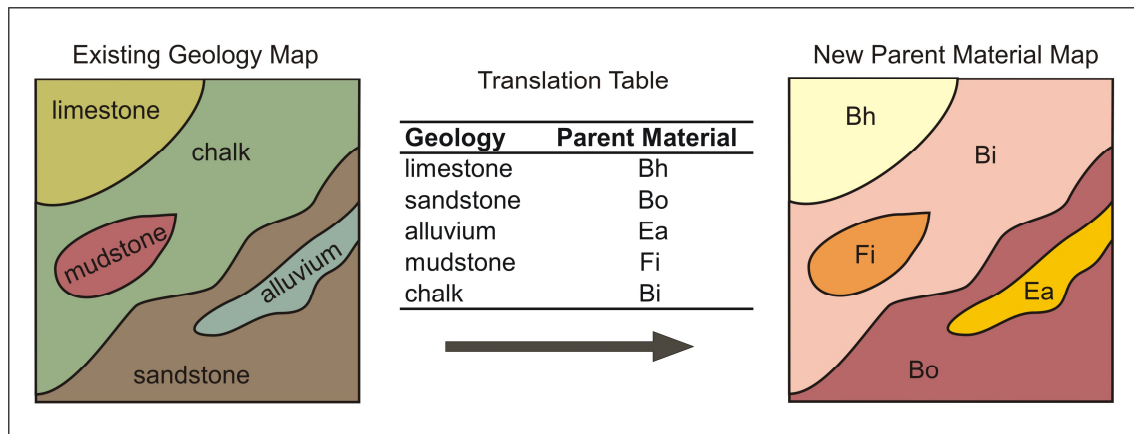 Existing Geology Map
limestone
chalk
mudstone
alluvium
sandstone
Translation Table
Geology Parent Material
limestone Bh
sandstone Bo
alluvium Ea
mudstone Fi
chalk Bi
New Parent Material Map
Bh
Bi
Fi
Ea
Bo